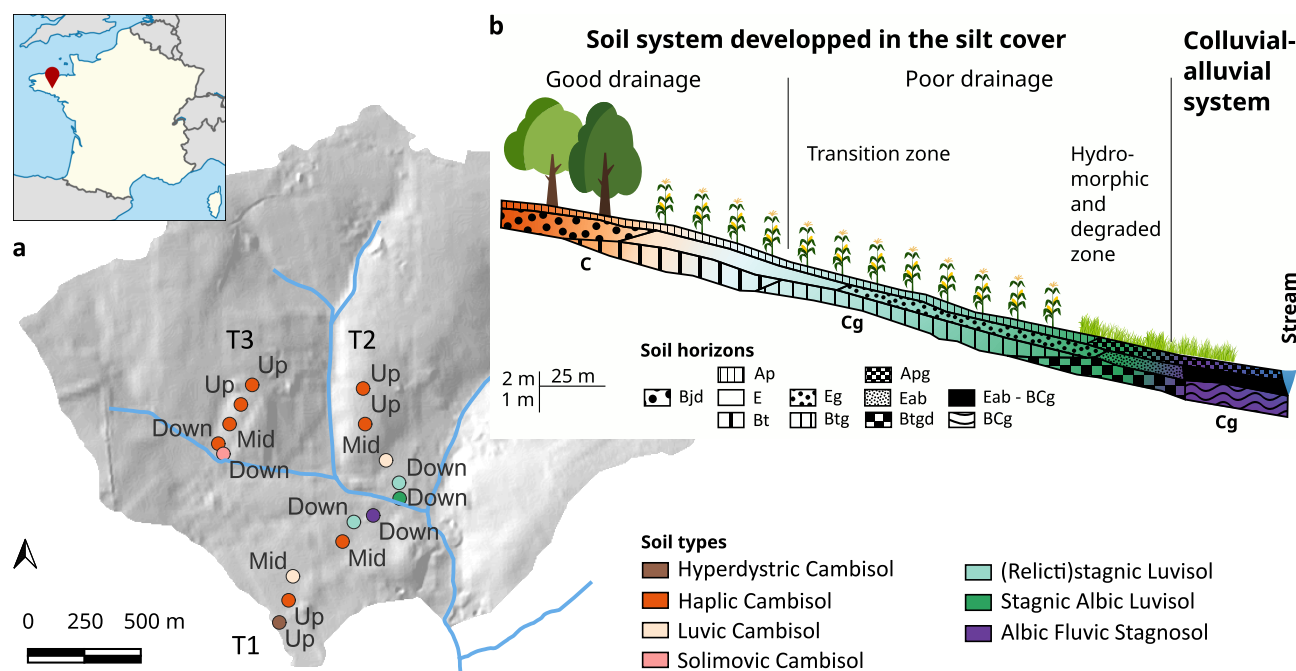 b
Soil system developped in the silt cover
Colluvial-
alluvial
system
Good drainage
Poor drainage
Transition zone
Hydro-
morphic
and
degraded
zone
C
Cg
Cg
Stream
Soil horizons
2 m
1 m
25 m
Bjd
Ap
E
Bt
Eg
Btg
Apg
Eab
Btgd
Eab - BCg
BCg
a
T3
Up
Up
Mid
Down
Down
T2
Up
Up
Mid
Down
Down
Down
Down
Mid
Mid
Up
Up
T1
0 250 500 m
Soil types
Hyperdystric Cambisol
Haplic Cambisol
Luvic Cambisol
Solimovic Cambisol
(Relicti)stagnic Luvisol
Stagnic Albic Luvisol
Albic Fluvic Stagnosol